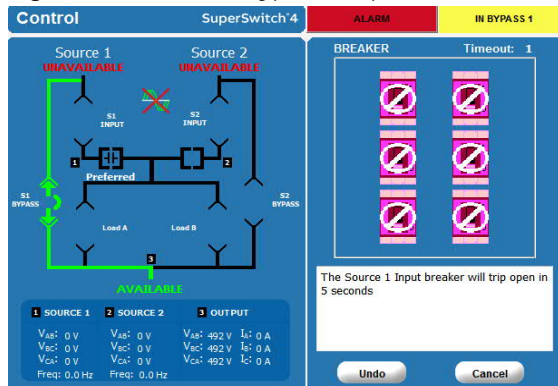 Control
SuperSwitch®4
ALARM
IN BYPASS 1
Source 1
UNAVAILABLE
Source 2
UNAVAILABLE
S1
INPUT
S2
INPUT
1
2
Preferred
S1
BYPASS
S2
BYPASS
Load A
Load B
3
AVAILABLE
1 SOURCE 1
VAB: 0 V
VBC: 0 V
VCA: 0 V
Freq: 0.0 Hz
2 SOURCE 2
VAB: 0 V
VBC: 0 V
VCA: 0 V
Freq: 0.0 Hz
3 OUTPUT
VAB: 492 V IA: 0 A
VBC: 492 V IB: 0 A
VCA: 492 V IC: 0 A
BREAKER
Timeout: 1
The Source 1 Input breaker will trip open in
5 seconds
Undo
Cancel